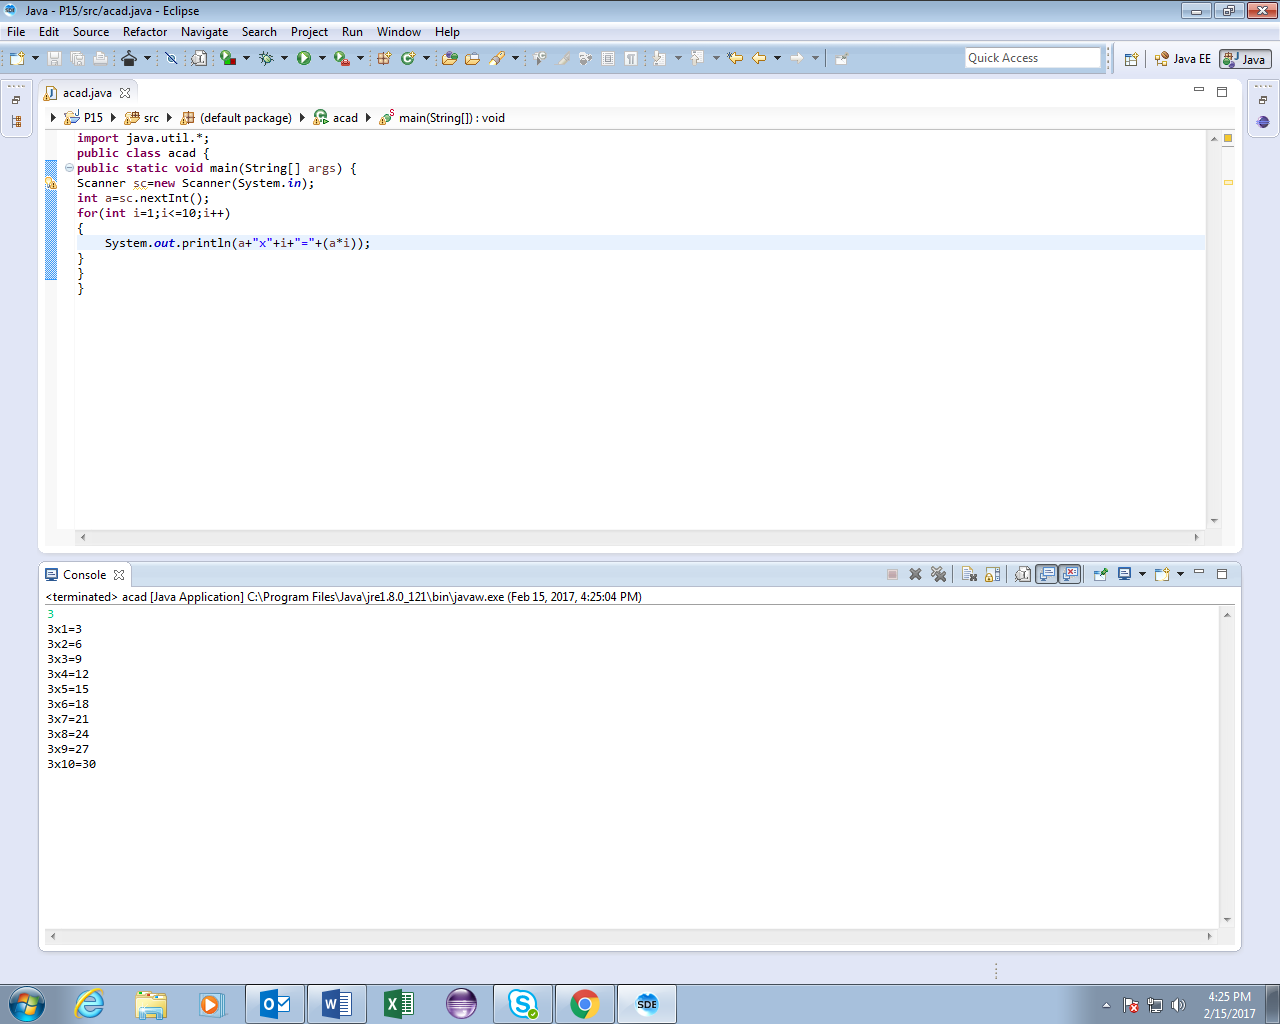 Java - P15/src/acad.java - Eclipse
File Edit Source Refactor Navigate Search Project Run Window Help
Quick Access
Java EE
Java
acad.java
P15 src (default package) acad main(String[]) : void
import java.util.*;
public class acad {
public static void main(String[] args) {
Scanner sc=new Scanner(System.in);
int a=sc.nextInt();
for(int i=1;i<=10;i++)
{
System.out.println(a+"x"+i+"="+(a*i));
}
}
}
Console
<terminated> acad [Java Application] C:\Program Files\Java\jre1.8.0_121\bin\javaw.exe (Feb 15, 2017, 4:25:04 PM)
3
3x1=3
3x2=6
3x3=9
3x4=12
3x5=15
3x6=18
3x7=21
3x8=24
3x9=27
3x10=30
SDE
4:25 PM
2/15/2017